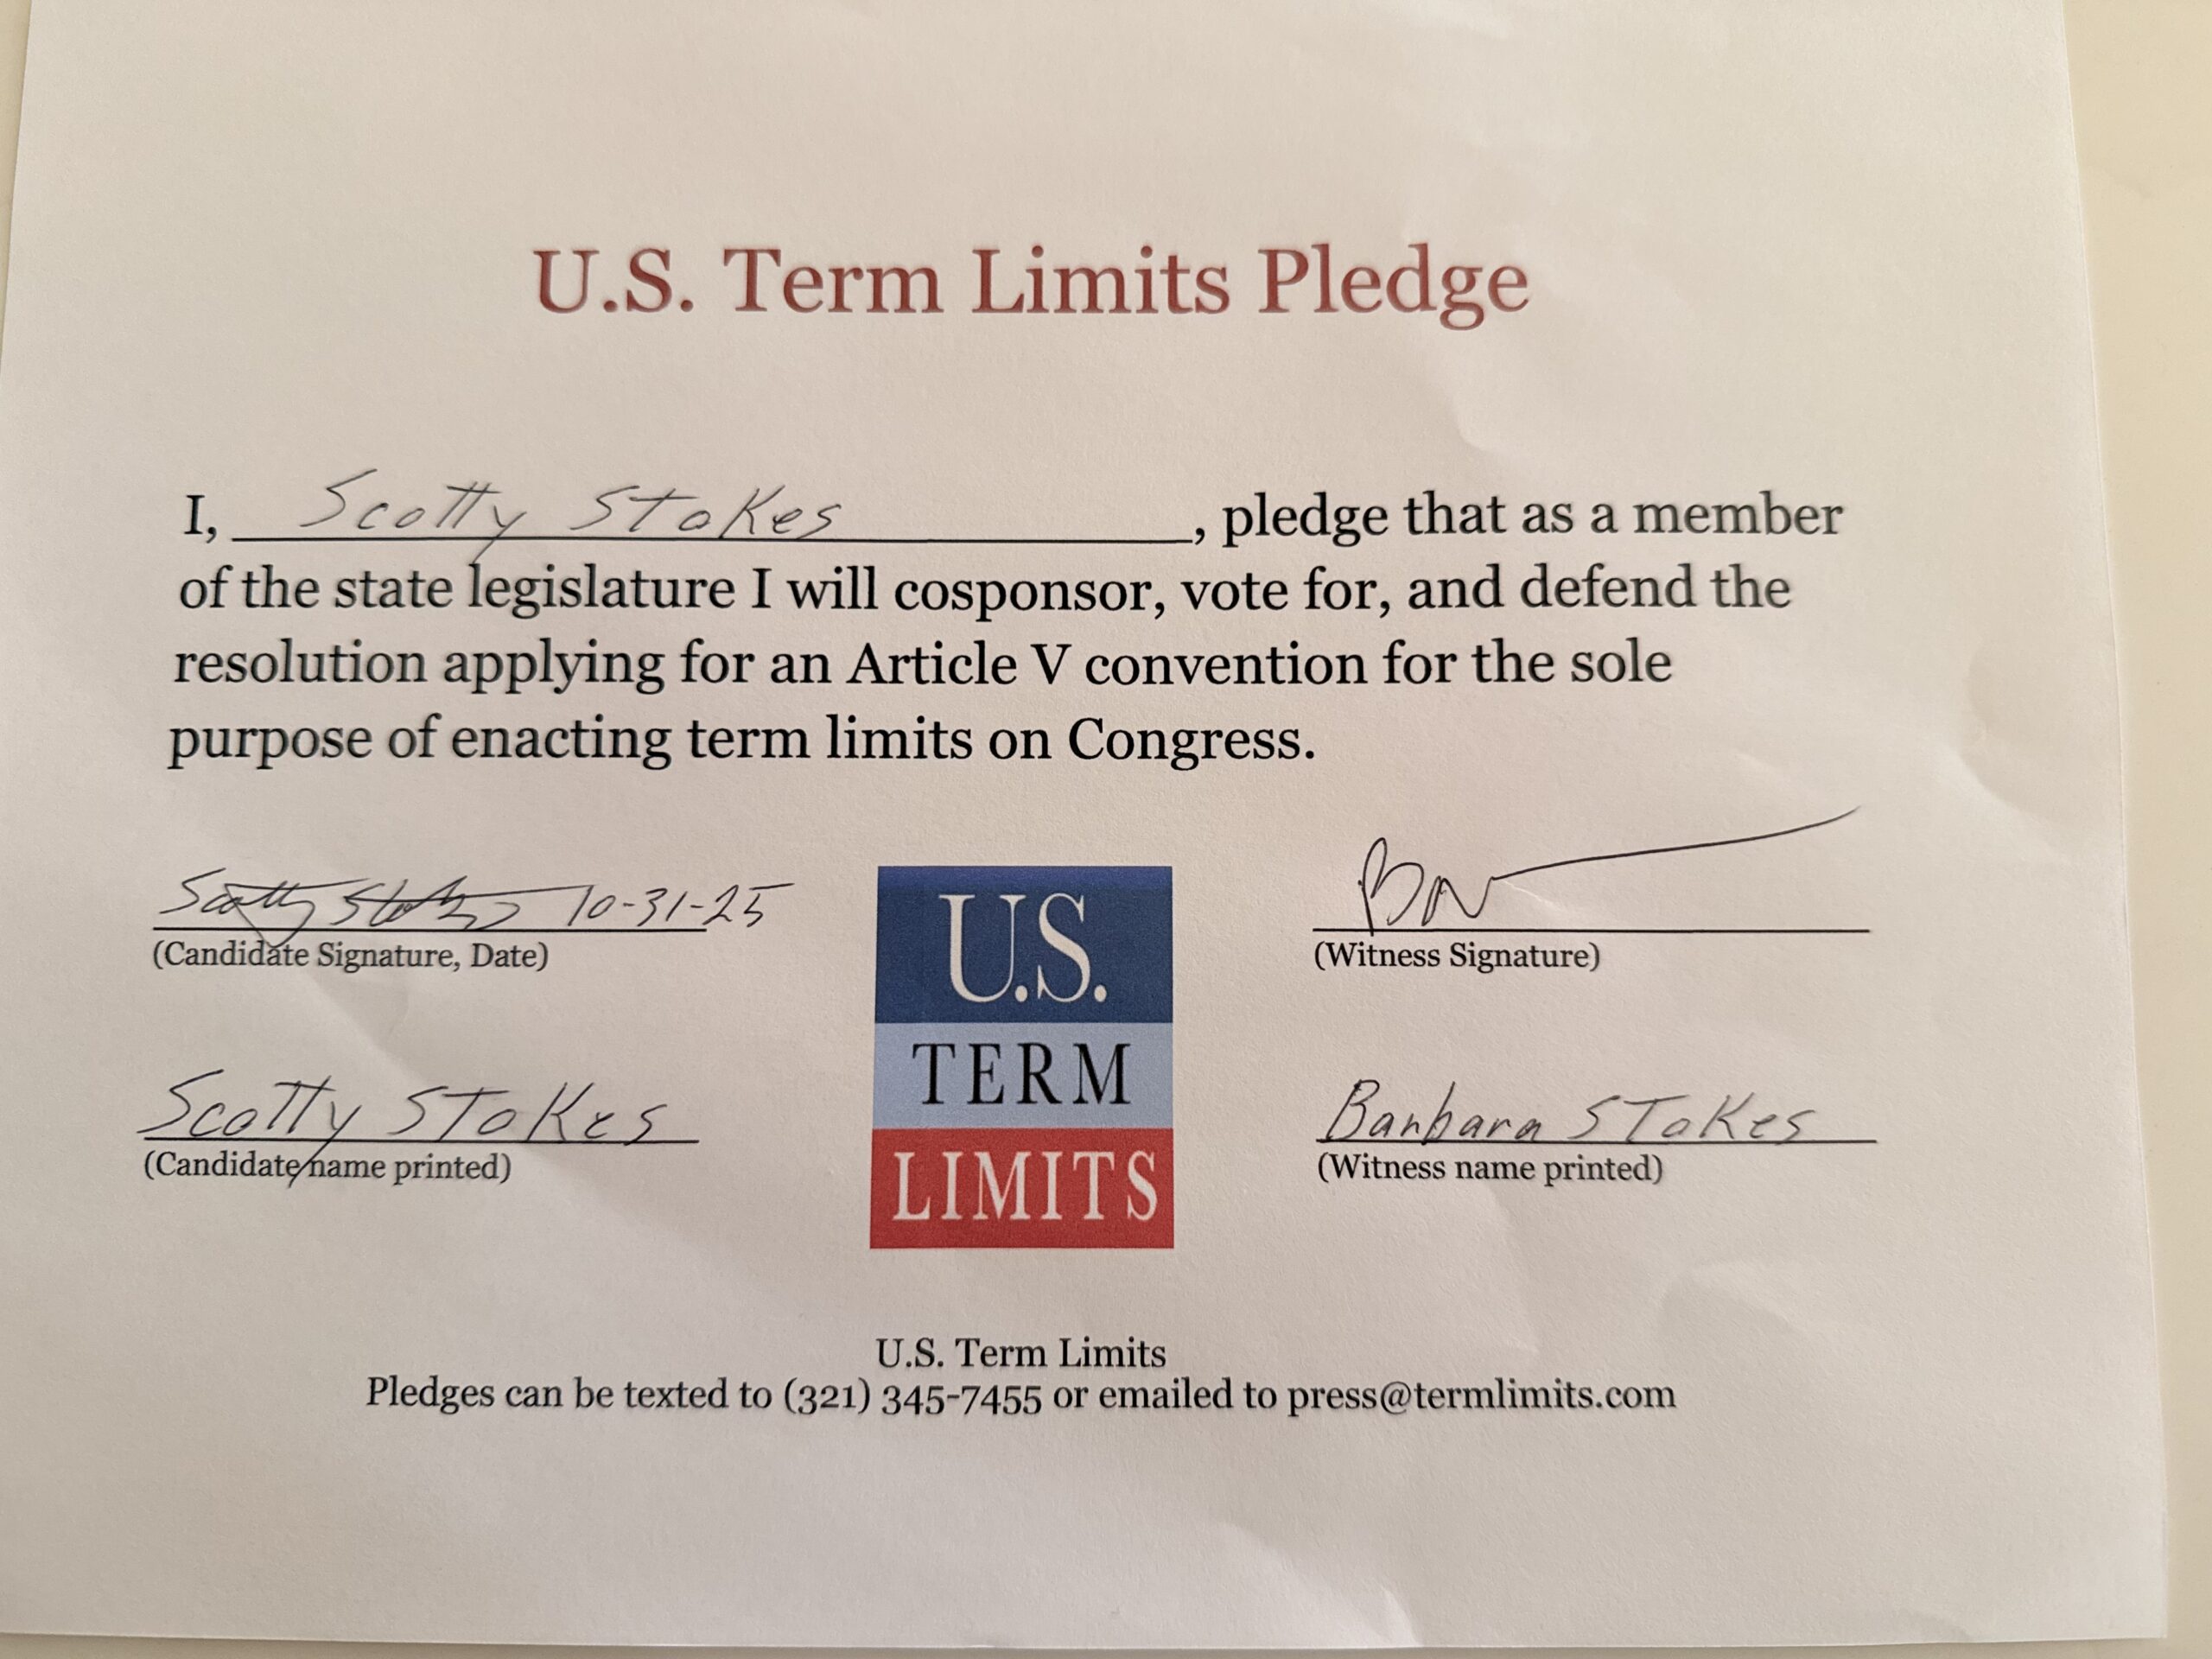 U.S. Term Limits Pledge
I, Scotty Stokes, pledge that as a member
of the state legislature I will cosponsor, vote for, and defend the
resolution applying for an Article V convention for the sole
purpose of enacting term limits on Congress.
Scotty Stokes 10-31-25
(Candidate Signature, Date)
(Witness Signature)
Scotty Stokes
(Candidate name printed)
Barbara Stokes
(Witness name printed)
U.S.
TERM
LIMITS
U.S. Term Limits
Pledges can be texted to (321) 345-7455 or emailed to press@termlimits.com